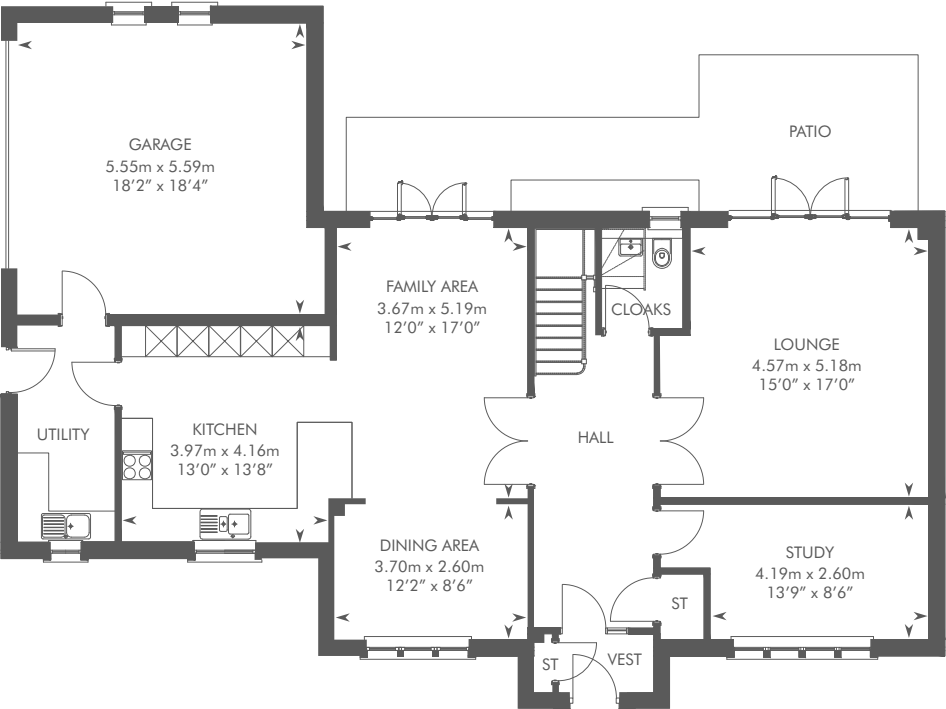 GARAGE
5.55m x 5.59m
18’2” x 18’4”
PATIO
FAMILY AREA
3.67m x 5.19m
12’0” x 17’0”
CLOAKS
LOUNGE
4.57m x 5.18m
15’0” x 17’0”
UTILITY
KITCHEN
3.97m x 4.16m
13’0” x 13’8”
HALL
DINING AREA
3.70m x 2.60m
12’2” x 8’6”
STUDY
4.19m x 2.60m
13’9” x 8’6”
ST
ST
VEST